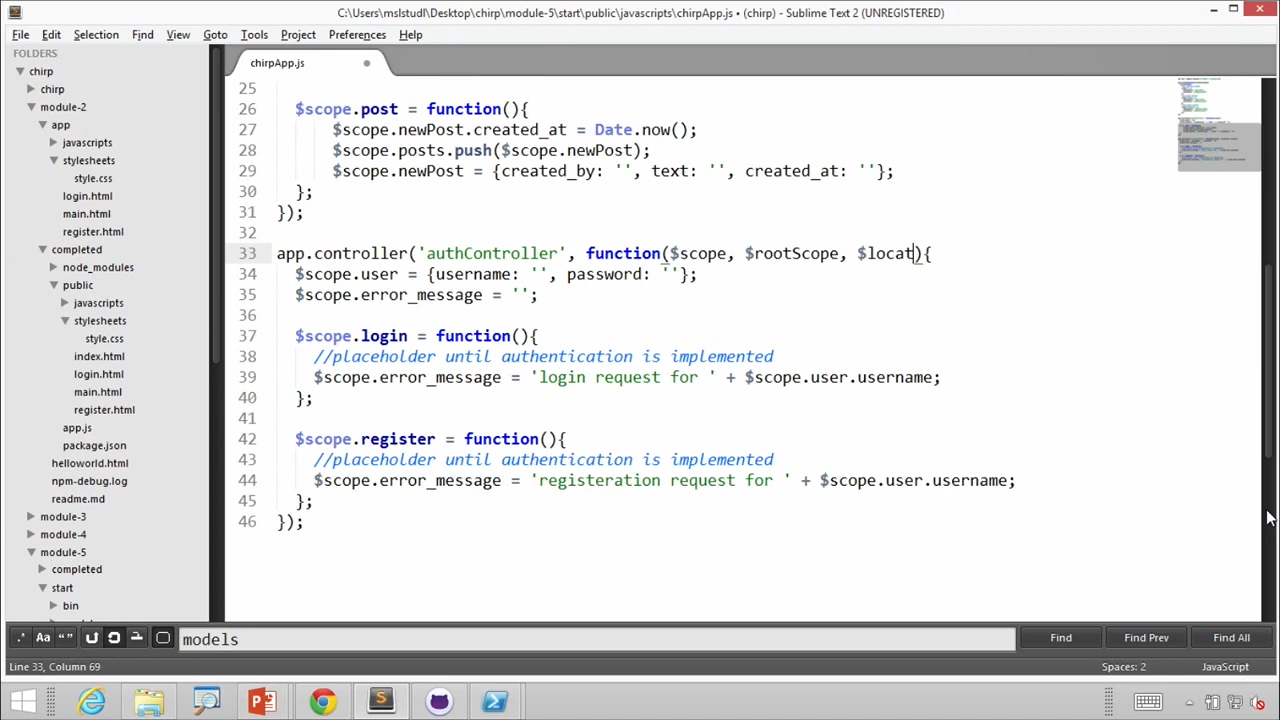 C:\Users\mslstudl\Desktop\chirp\module-5\start\public\javascripts\chirpApp.js • (chirp) - Sublime Text 2 (UNREGISTERED)
File Edit Selection Find View Goto Tools Project Preferences Help
FOLDERS
chirp
chirp
module-2
app
javascripts
stylesheets
style.css
login.html
main.html
register.html
completed
node_modules
public
javascripts
stylesheets
style.css
index.html
login.html
main.html
register.html
app.js
package.json
helloworld.html
npm-debug.log
readme.md
module-3
module-4
module-5
completed
start
bin
chirpApp.js
25
26 $scope.post = function(){
27 $scope.newPost.created_at = Date.now();
28 $scope.posts.push($scope.newPost);
29 $scope.newPost = {created_by: '', text: '', created_at: ''};
30 };
31 });
32
33 app.controller('authController', function($scope, $rootScope, $locat){
34 $scope.user = {username: '', password: ''};
35 $scope.error_message = '';
36
37 $scope.login = function(){
38 //placeholder until authentication is implemented
39 $scope.error_message = 'login request for ' + $scope.user.username;
40 };
41
42 $scope.register = function(){
43 //placeholder until authentication is implemented
44 $scope.error_message = 'registeration request for ' + $scope.user.username;
45 };
46 });
.* Aa “” models Find Find Prev Find All
Line 33, Column 69 Spaces: 2 JavaScript